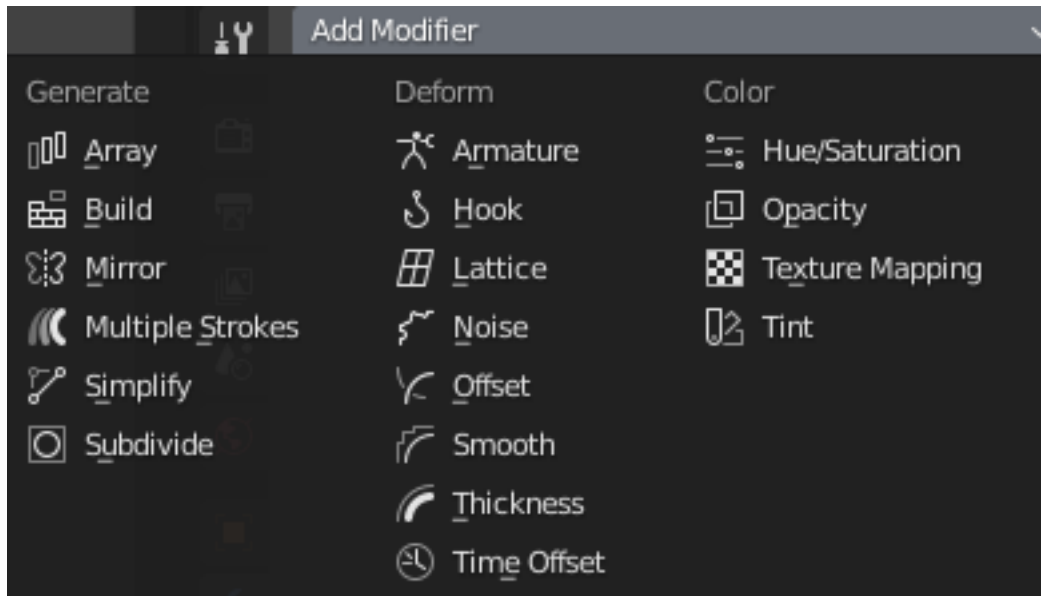 Add Modifier
Generate
Array
Build
Mirror
Multiple Strokes
Simplify
Subdivide
Deform
Armature
Hook
Lattice
Noise
Offset
Smooth
Thickness
Time Offset
Color
Hue/Saturation
Opacity
Texture Mapping
Tint